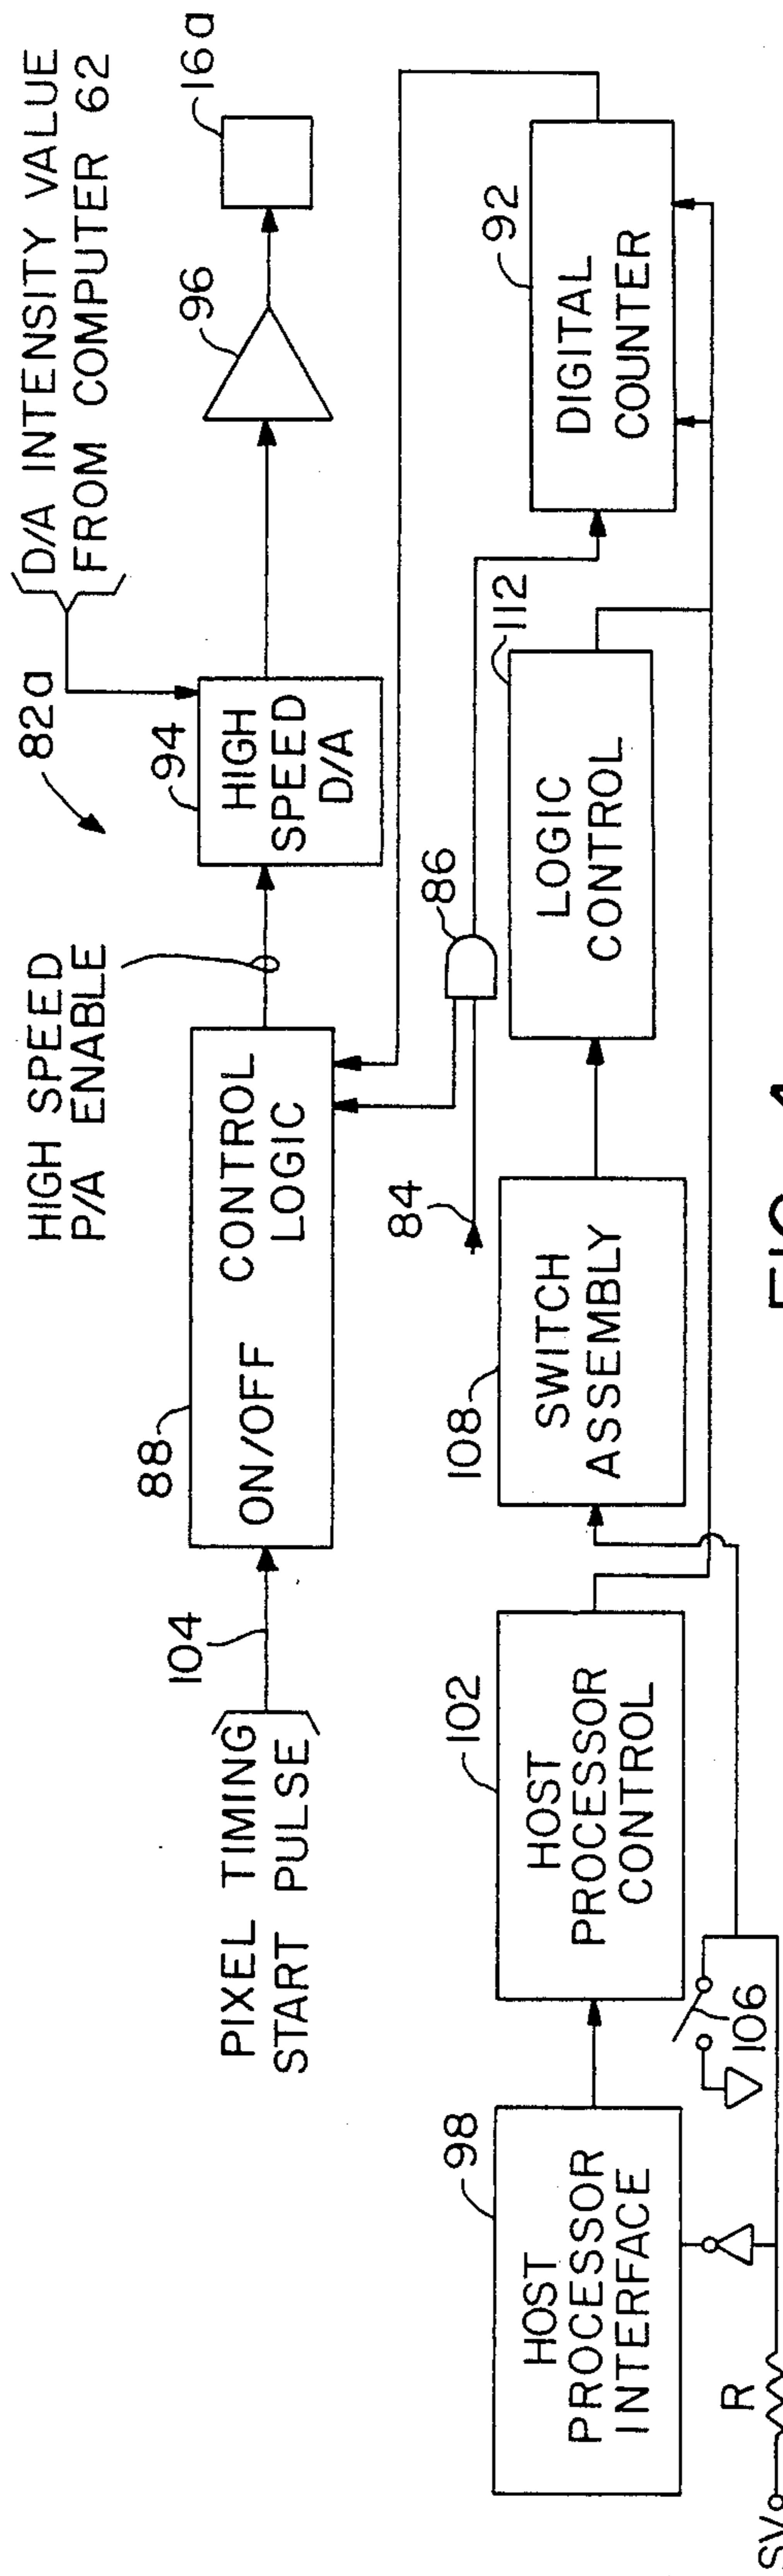 D/A INTENSITY VALUE
FROM COMPUTER 62
82a
HIGH SPEED
P/A ENABLE
16a
96
94
HIGH
SPEED
D/A
88
ON/OFF CONTROL
LOGIC
104
PIXEL TIMING
START PULSE
92
DIGITAL
COUNTER
112
LOGIC
CONTROL
86
84
108
SWITCH
ASSEMBLY
102
HOST
PROCESSOR
CONTROL
98
HOST
PROCESSOR
INTERFACE
106
R